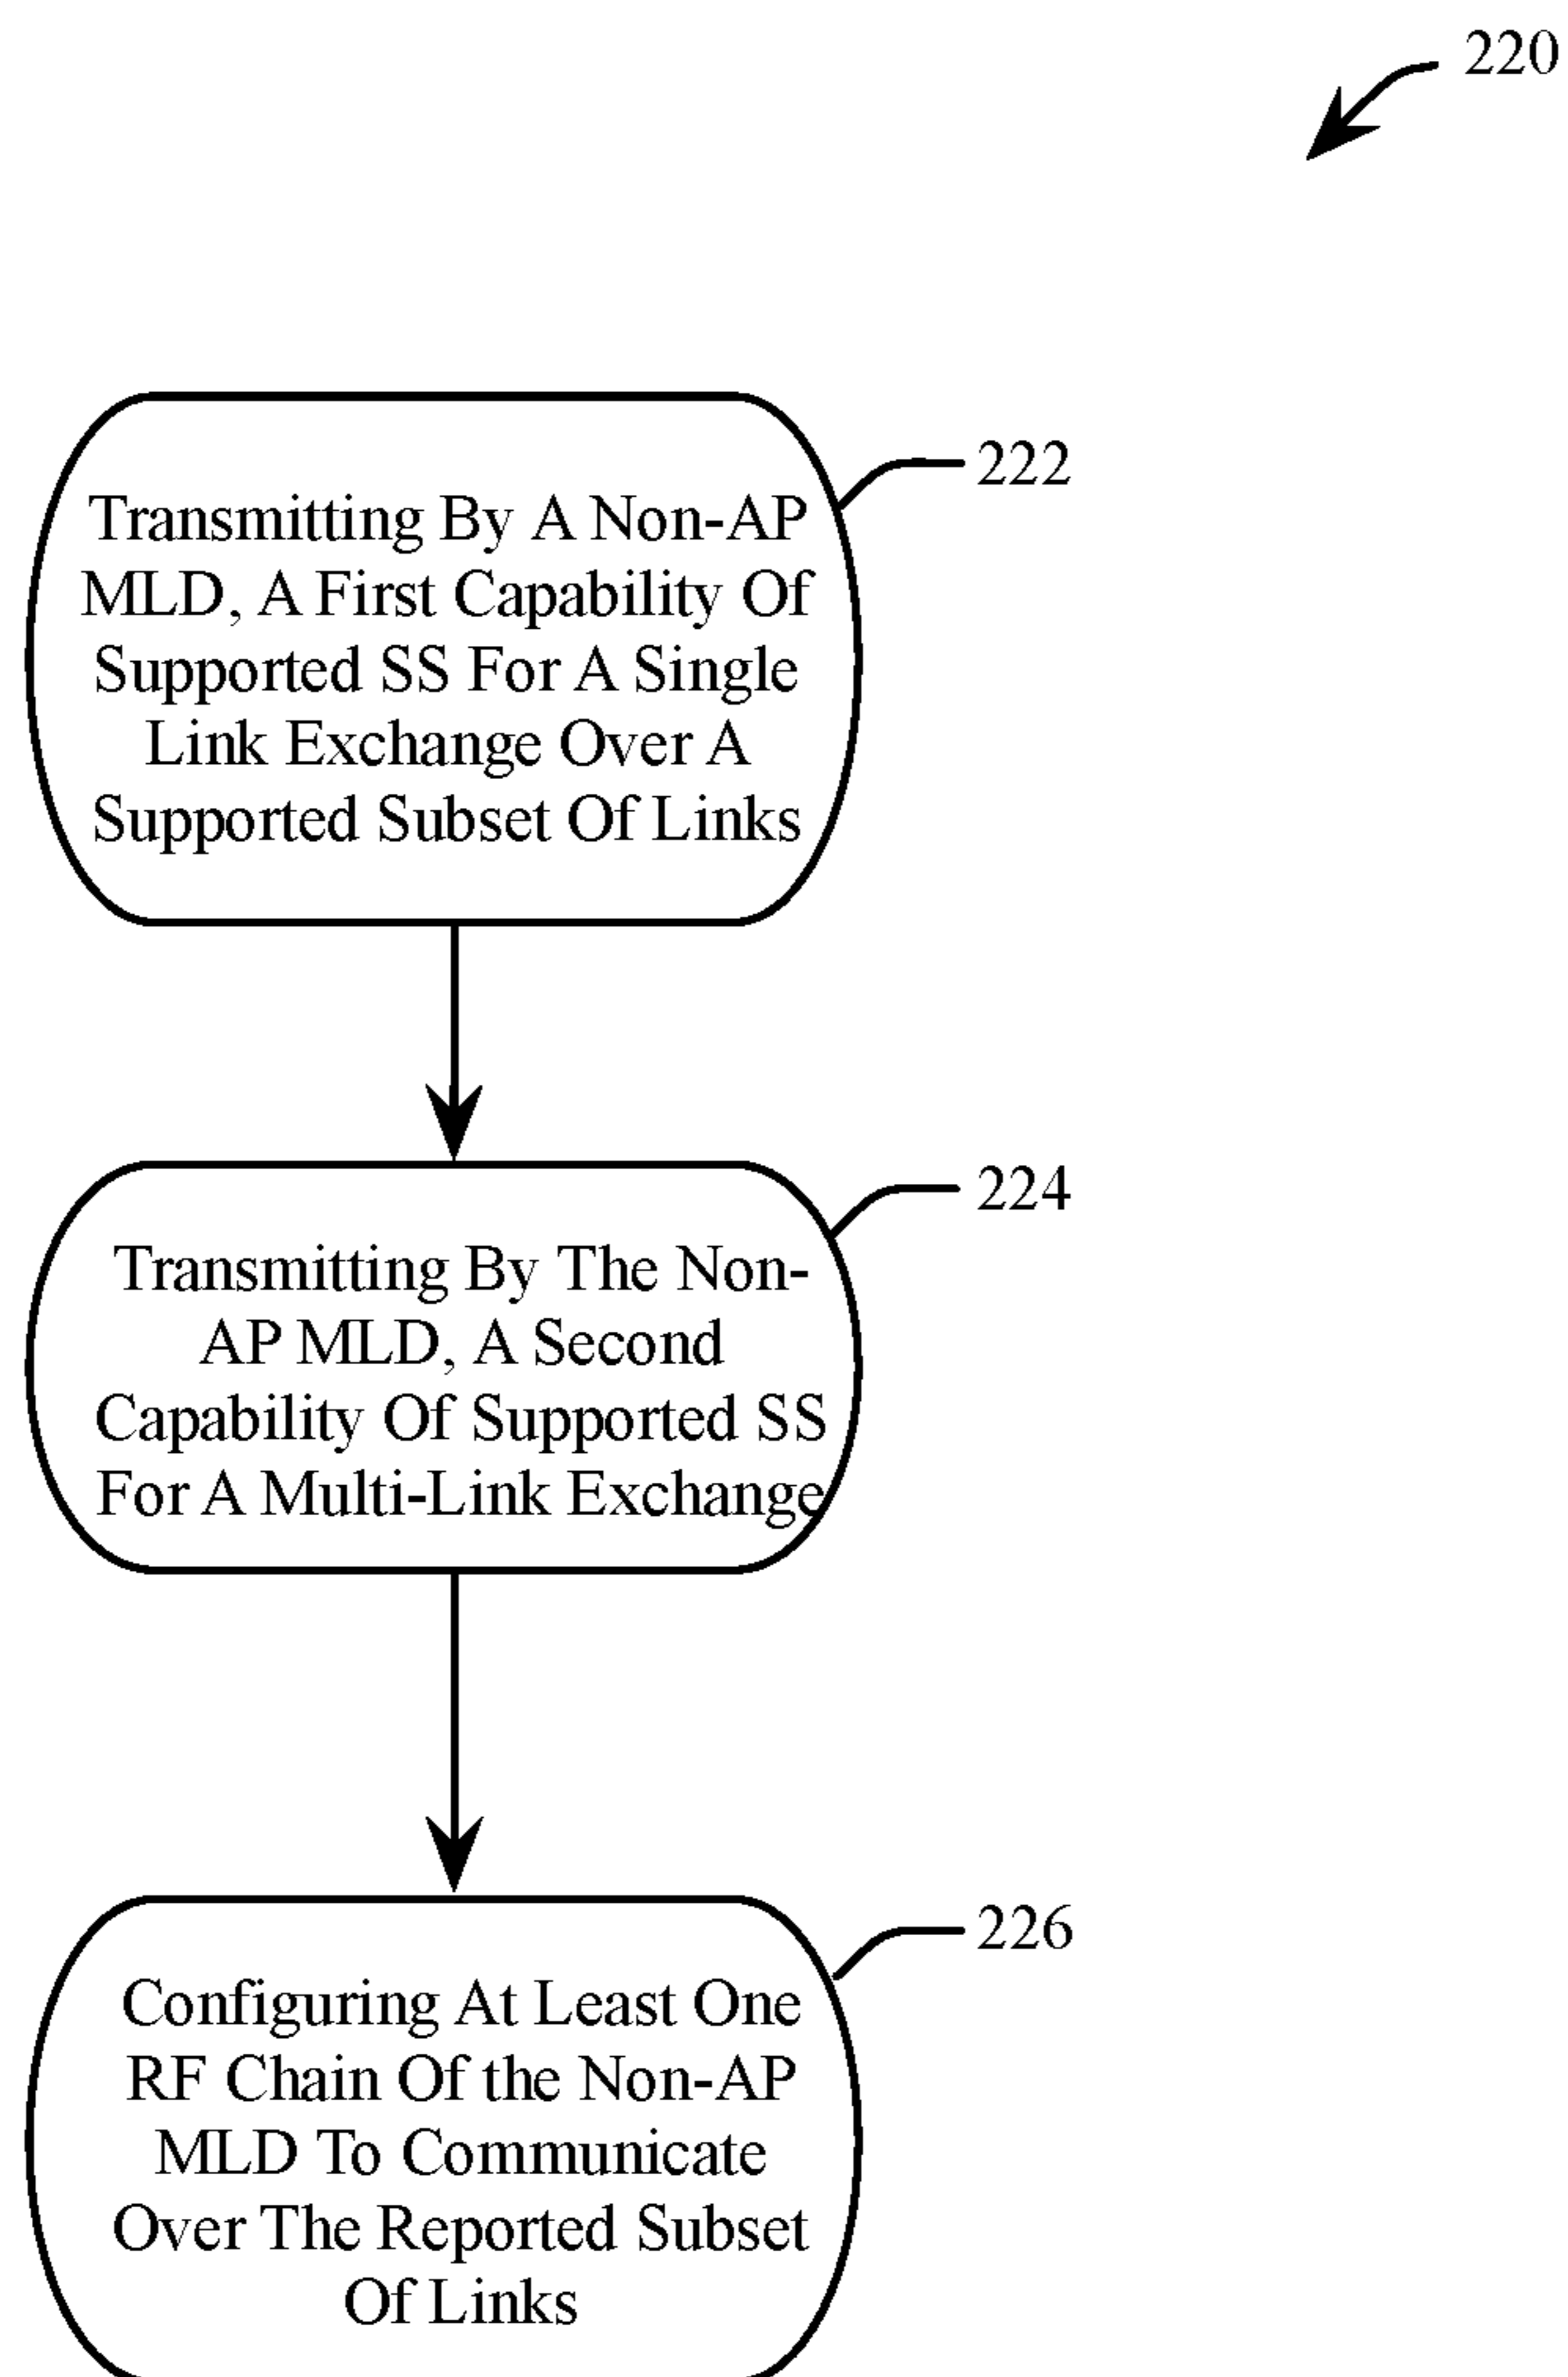 220
222
Transmitting By A Non-AP
MLD, A First Capability Of
Supported SS For A Single
Link Exchange Over A
Supported Subset Of Links
224
Transmitting By The Non-
AP MLD, A Second
Capability Of Supported SS
For A Multi-Link Exchange
226
Configuring At Least One
RF Chain Of the Non-AP
MLD To Communicate
Over The Reported Subset
Of Links